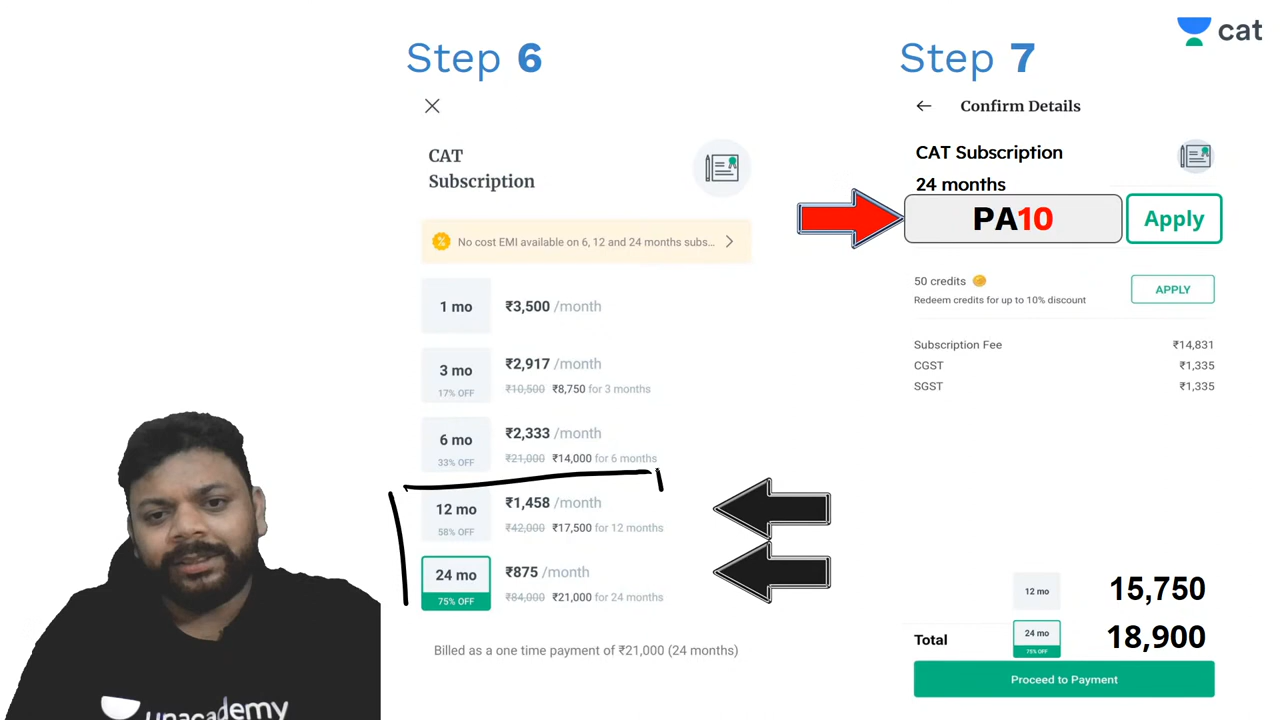 cat
Step 6
CAT
Subscription
No cost EMI available on 6, 12 and 24 months subs...
1 mo
₹3,500 /month
3 mo
17% OFF
₹2,917 /month
₹10,500 ₹8,750 for 3 months
6 mo
33% OFF
₹2,333 /month
₹21,000 ₹14,000 for 6 months
12 mo
58% OFF
₹1,458 /month
₹42,000 ₹17,500 for 12 months
24 mo
75% OFF
₹875 /month
₹84,000 ₹21,000 for 24 months
Billed as a one time payment of ₹21,000 (24 months)
Step 7
Confirm Details
CAT Subscription
24 months
PA10
Apply
50 credits
Redeem credits for up to 10% discount
APPLY
Subscription Fee ₹14,831
CGST ₹1,335
SGST ₹1,335
12 mo 15,750
Total
24 mo
75% OFF
18,900
Proceed to Payment
unacademy